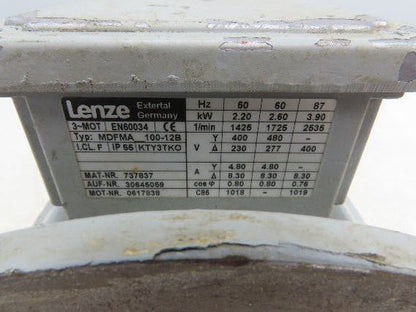 Lenze Extertal Germany Hz 50 60 87
kW 2.20 2.60 3.90
3~MOT EN60034 CE 1/min 1425 1725 2535
Typ: MDFMA 100-12B V Y 400 480 –
I.CL. F IP 55 KTY3TKO Δ 230 277 400
A Y 4.80 4.80 –
MAT-NR. 737837 Δ 8.30 8.30 8.30
AUF-NR. 30645059 cos φ 0.80 0.80 0.76
MOT-NR. 0617838 C86 1018 – 1019